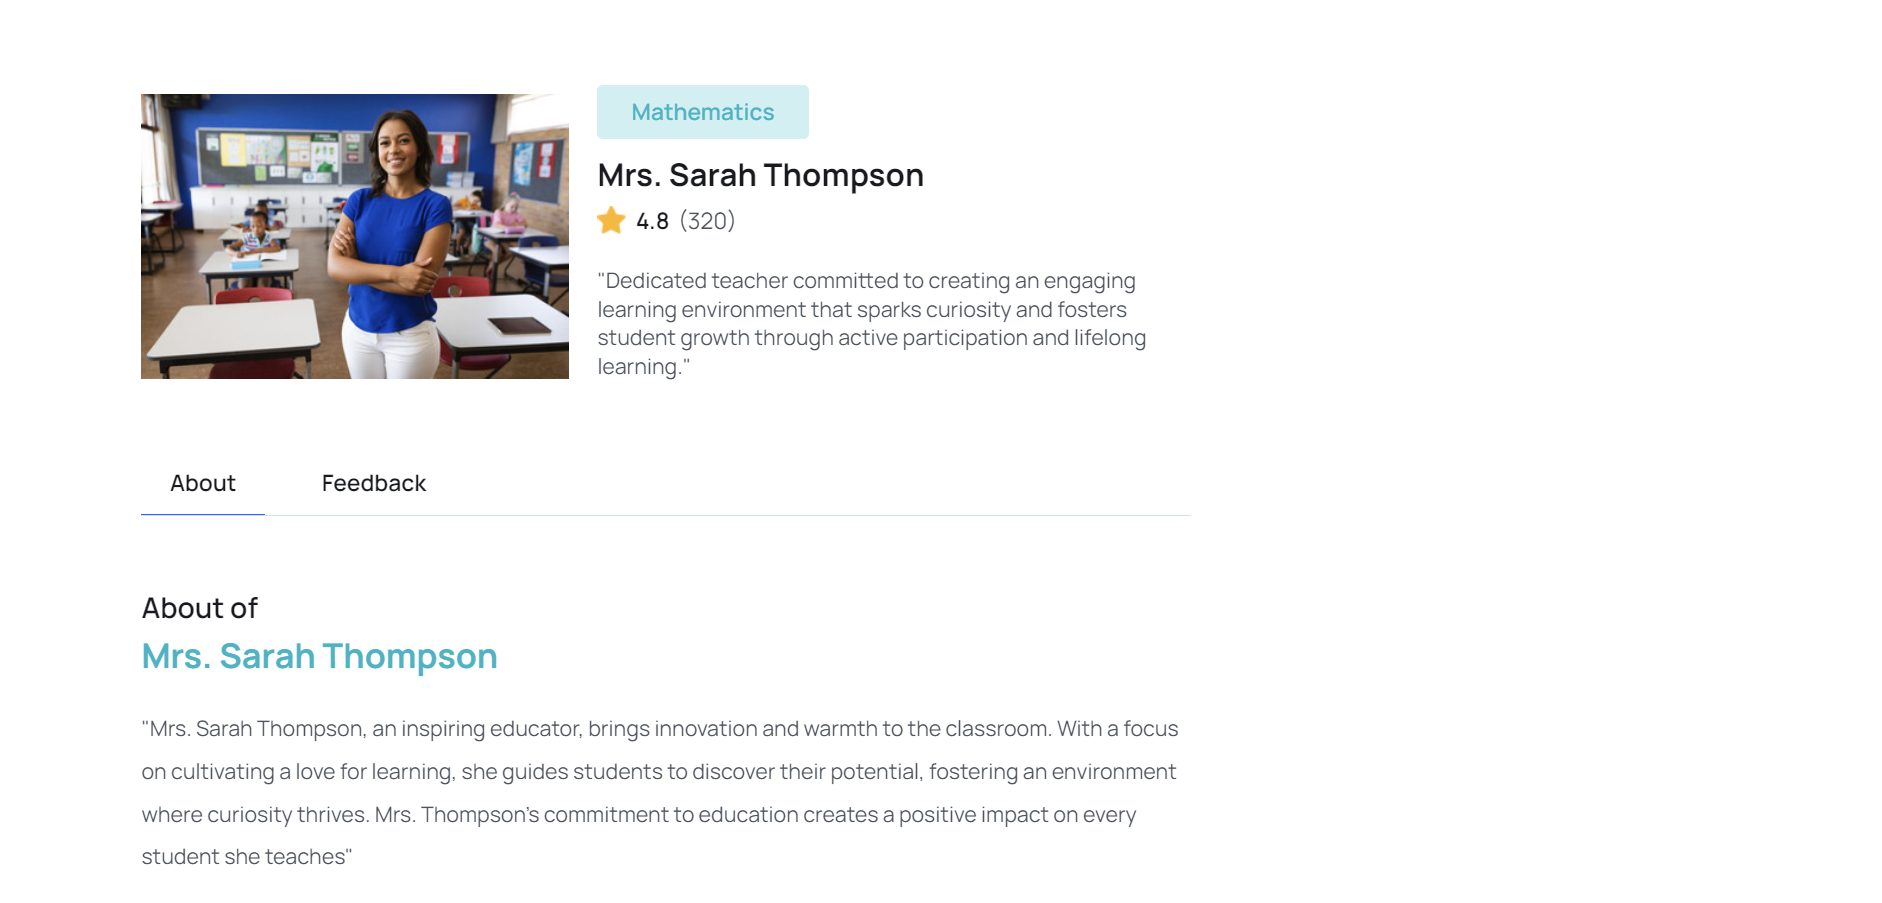 Mathematics
Mrs. Sarah Thompson
4.8 (320)
"Dedicated teacher committed to creating an engaging
learning environment that sparks curiosity and fosters
student growth through active participation and lifelong
learning."
About Feedback
About of
Mrs. Sarah Thompson
"Mrs. Sarah Thompson, an inspiring educator, brings innovation and warmth to the classroom. With a focus
on cultivating a love for learning, she guides students to discover their potential, fostering an environment
where curiosity thrives. Mrs. Thompson’s commitment to education creates a positive impact on every
student she teaches"